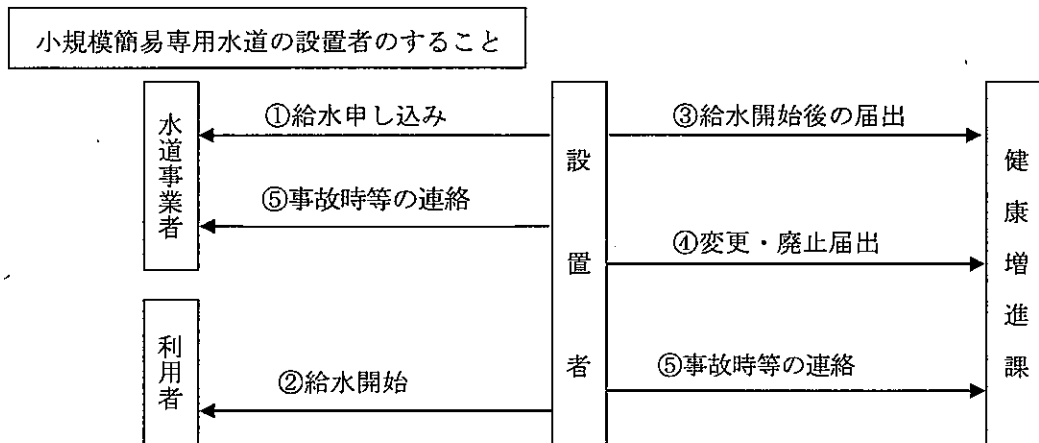 小規模簡易専用水道の設置者のすること
水道事業者
①給水申し込み
⑤事故時等の連絡
利用者
②給水開始
設置者
③給水開始後の届出
④変更・廃止届出
⑤事故時等の連絡
健康増進課